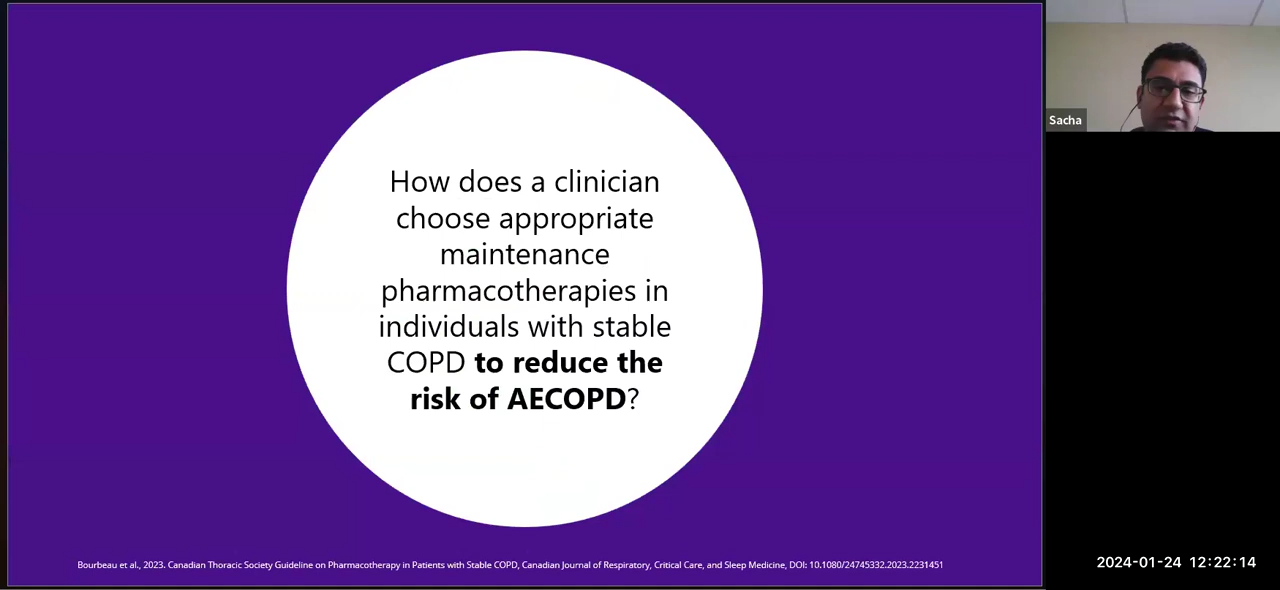 How does a clinician
choose appropriate
maintenance
pharmacotherapies in
individuals with stable
COPD to reduce the
risk of AECOPD?
Bourbeau et al., 2023. Canadian Thoracic Society Guideline on Pharmacotherapy in Patients with Stable COPD, Canadian Journal of Respiratory, Critical Care, and Sleep Medicine, DOI: 10.1080/24745332.2023.2231451
Sacha
2024-01-24 12:22:14